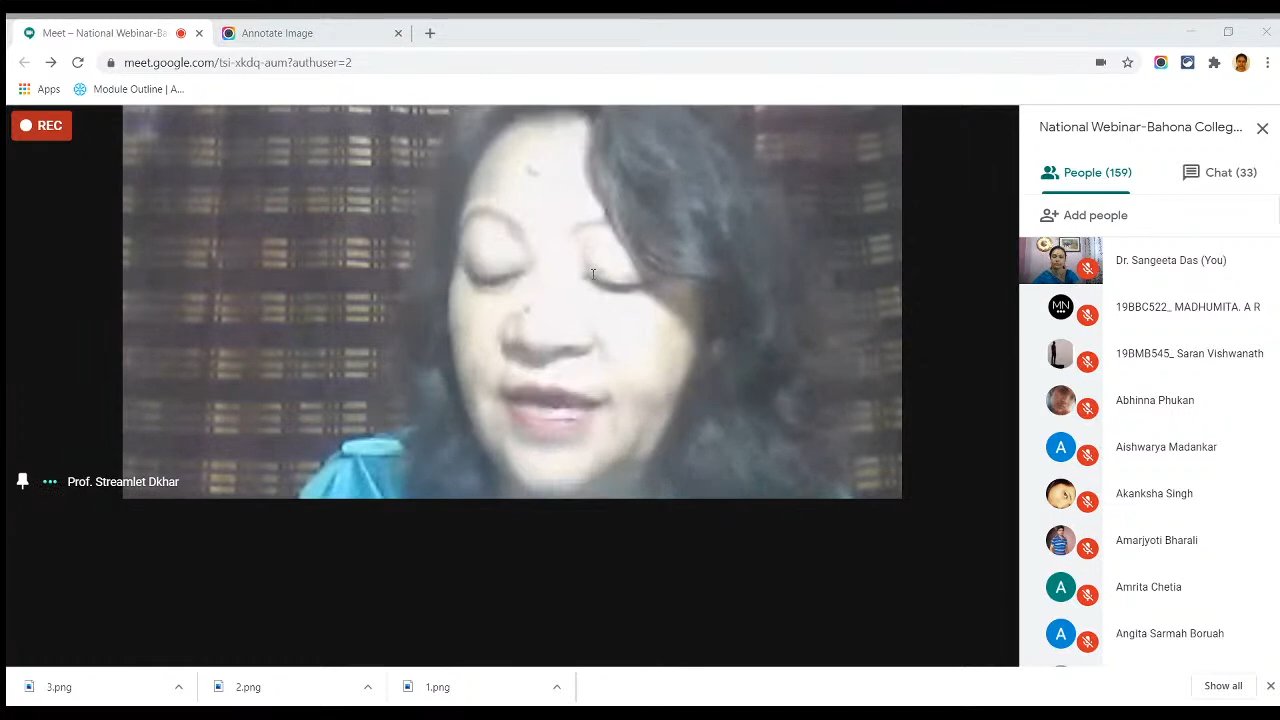 Meet – National Webinar-Ba
Annotate Image
meet.google.com/tsi-xkdq-aum?authuser=2
Apps
Module Outline | A...
REC
National Webinar-Bahona Colleg...
People (159)
Chat (33)
Add people
Dr. Sangeeta Das (You)
MN
19BBC522_ MADHUMITA. A R
19BMB545_ Saran Vishwanath
Abhinna Phukan
A
Aishwarya Madankar
Prof. Streamlet Dkhar
Akanksha Singh
Amarjyoti Bharali
A
Amrita Chetia
A
Angita Sarmah Boruah
3.png
2.png
1.png
Show all